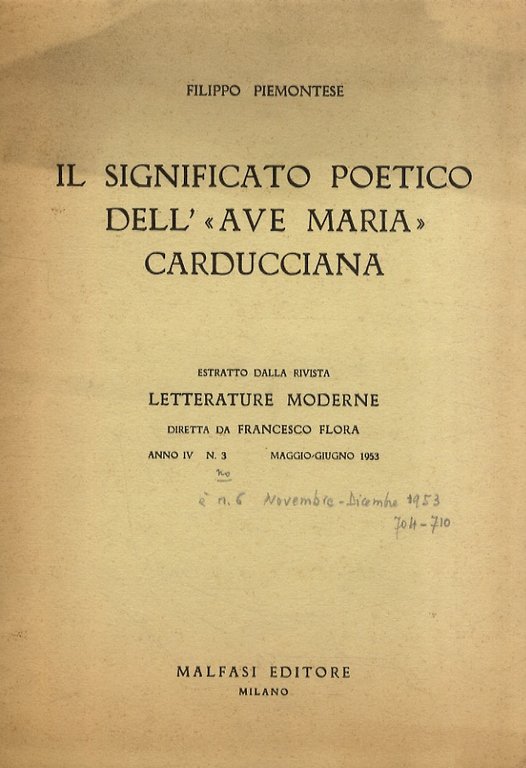 FILIPPO PIEMONTESE
IL SIGNIFICATO POETICO
DELL' «AVE MARIA»
CARDUCCIANA
ESTRATTO DALLA RIVISTA
LETTERATURE MODERNE
DIRETTA DA FRANCESCO FLORA
ANNO IV N. 3 MAGGIO-GIUGNO 1953
no
è n. 6 Novembre-Dicembre 1953
704-710
MALFASI EDITORE
MILANO